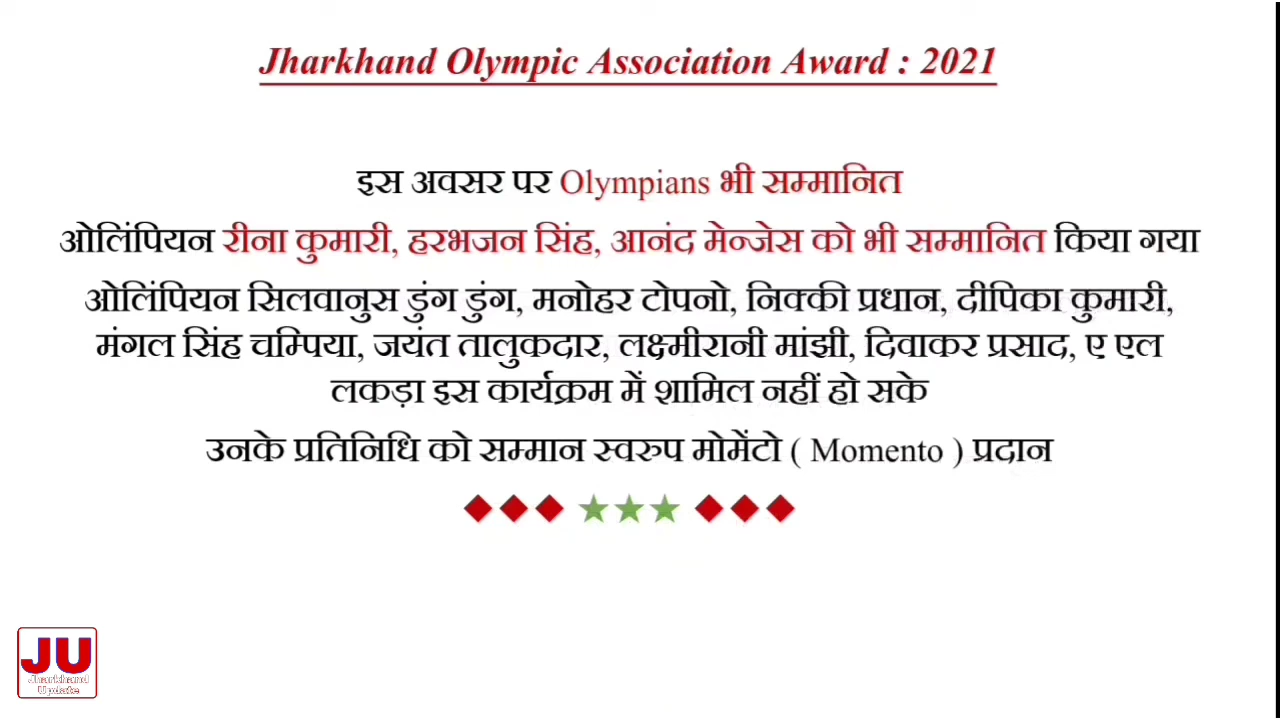 Jharkhand Olympic Association Award : 2021
इस अवसर पर Olympians भी सम्मानित
ओलिंपियन रीना कुमारी, हरभजन सिंह, आनंद मेन्जेस को भी सम्मानित किया गया
ओलिंपियन सिलवानुस डुंग डुंग, मनोहर टोपनो, निक्की प्रधान, दीपिका कुमारी,
मंगल सिंह चम्पिया, जयंत तालुकदार, लक्ष्मीरानी मांझी, दिवाकर प्रसाद, ए एल
लकड़ा इस कार्यक्रम में शामिल नहीं हो सके
उनके प्रतिनिधि को सम्मान स्वरुप मोमेंटो ( Momento ) प्रदान
JU
Jharkhand
Update